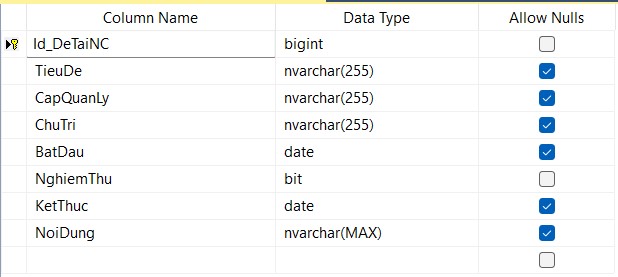 Column Name Data Type Allow Nulls
Id_DeTaiNC bigint
TieuDe nvarchar(255)
CapQuanLy nvarchar(255)
ChuTri nvarchar(255)
BatDau date
NghiemThu bit
KetThuc date
NoiDung nvarchar(MAX)